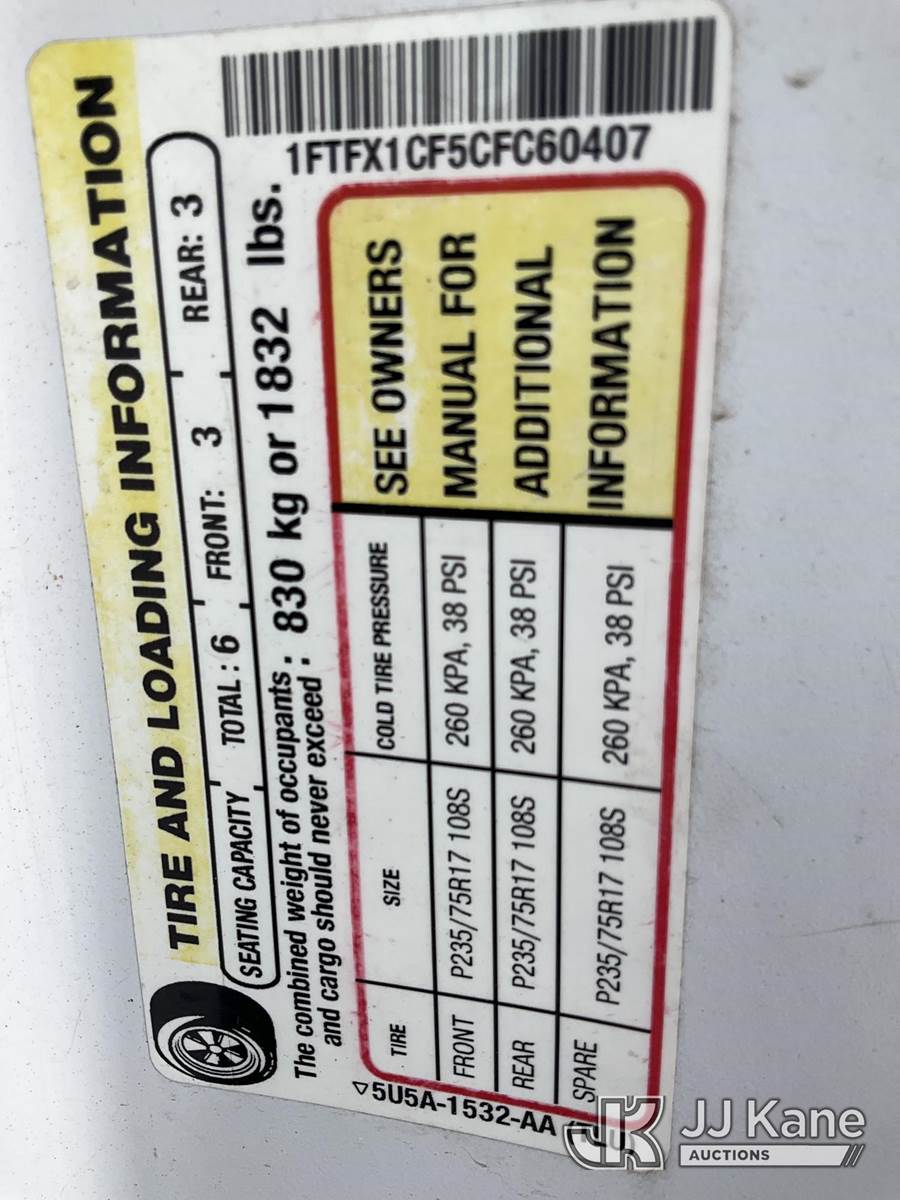 TIRE AND LOADING INFORMATION
SEATING CAPACITY TOTAL : 6 FRONT: 3 REAR: 3
The combined weight of occupants . 830 kg or 1832 lbs.
and cargo should never exceed .
1FTFX1CF5CFC60407
TIRE SIZE COLD TIRE PRESSURE
FRONT P235/75R17 108S 260 KPA, 38 PSI
REAR P235/75R17 108S 260 KPA, 38 PSI
SPARE P235/75R17 108S 260 KPA, 38 PSI
SEE OWNERS
MANUAL FOR
ADDITIONAL
INFORMATION
5U5A-1532-AA
JK JJ Kane
AUCTIONS